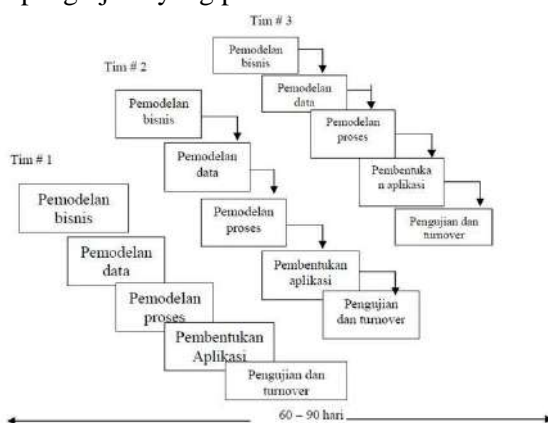 Tim # 3
Pemodelan
bisnis
Pemodelan
data
Pemodelan
proses
Pembentuka
n aplikasi
Pengujian dan
turnover
Tim # 2
Pemodelan
bisnis
Pemodelan
data
Pemodelan
proses
Pembentukan
aplikasi
Pengujian
dan turnover
Tim # 1
Pemodelan
bisnis
Pemodelan
data
Pemodelan
proses
Pembentukan
Aplikasi
Pengujian dan
turnover
60 – 90 hari